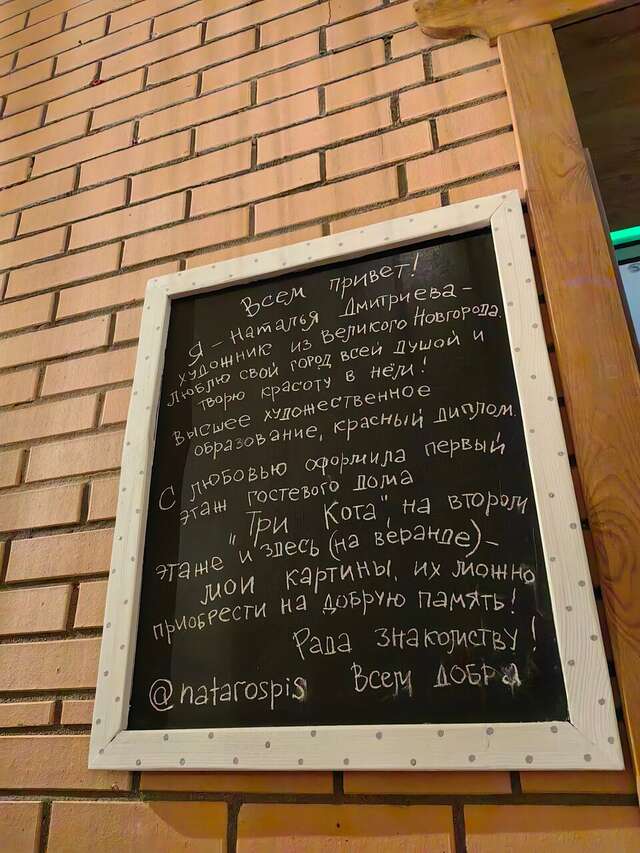 Всем привет!
Я - Наталья Дмитриева -
художник из Великого Новгорода.
Люблю свой город всей душой и
творю красоту в нём!
Высшее художественное
образование, красный диплом.
С любовью оформила первый
этаж гостевого дома
"Три Кота", на втором
этаже и здесь (на веранде) -
мои картины, их можно
приобрести на добрую память!
Рада знакомству!
Всем добра
@natarospis